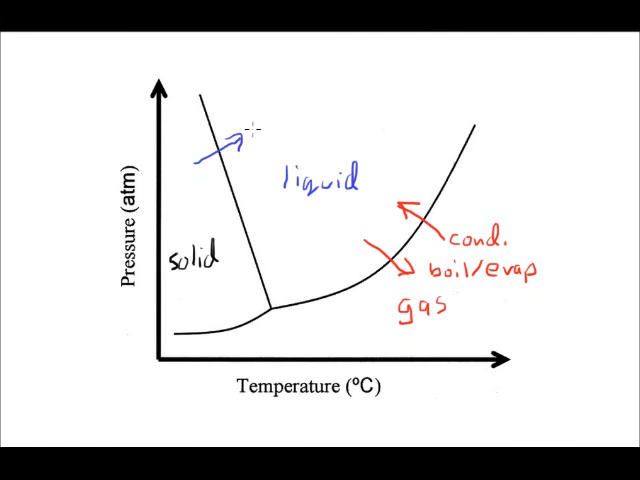 Pressure (atm)
liquid
solid
cond.
boil/evap
gas
Temperature (ºC)